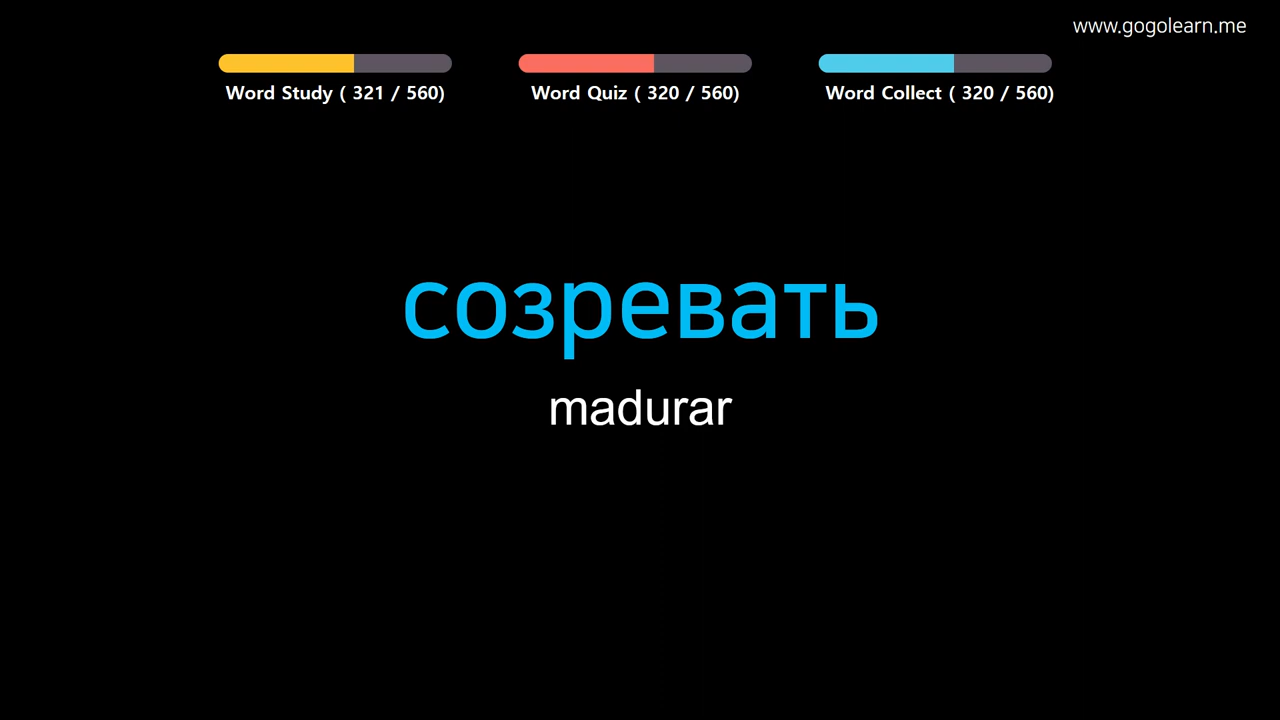 www.gogolearn.me
Word Study ( 321 / 560)
Word Quiz ( 320 / 560)
Word Collect ( 320 / 560)
созревать
madurar